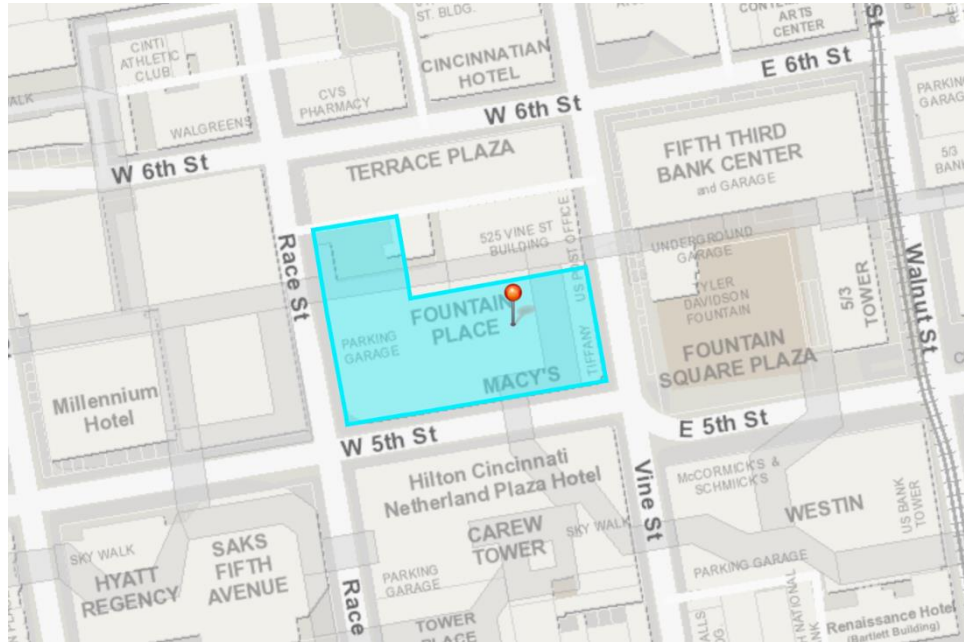 ST. BLDG.
ARTS
CENTER
St
CINTI
ATHLETIC
CLUB
CINCINNATIAN
HOTEL
E 6th St
WALK
CVS
PHARMACY
PARKING
WALGREENS
W 6th St
FIFTH THIRD
BANK CENTER
and GARAGE
5/3
BANK
W 6th St
TERRACE PLAZA
525 VINE ST
BUILDING
US POST OFFICE
UNDERGROUND
GARAGE
Race St
Walnut St
TYLER
DAVIDSON
FOUNTAIN
5/3
TOWER
FOUNTAIN
PLACE
PARKING
GARAGE
TIFFANY
FOUNTAIN
SQUARE PLAZA
MACY'S
Millennium
Hotel
W 5th St
E 5th St
Hilton Cincinnati
Netherland Plaza Hotel
Vine St
McCORMICK'S &
SCHMIICK'S
WESTIN
US BANK
TOWER
CAREW
TOWER
SKY WALK
SKY WALK
SAKS
FIFTH
AVENUE
HYATT
REGENCY
PARKING
GARAGE
PARKING GARAGE
Race
TOWER
PLACE
Renaissance Hotel
(Bartlett Building)